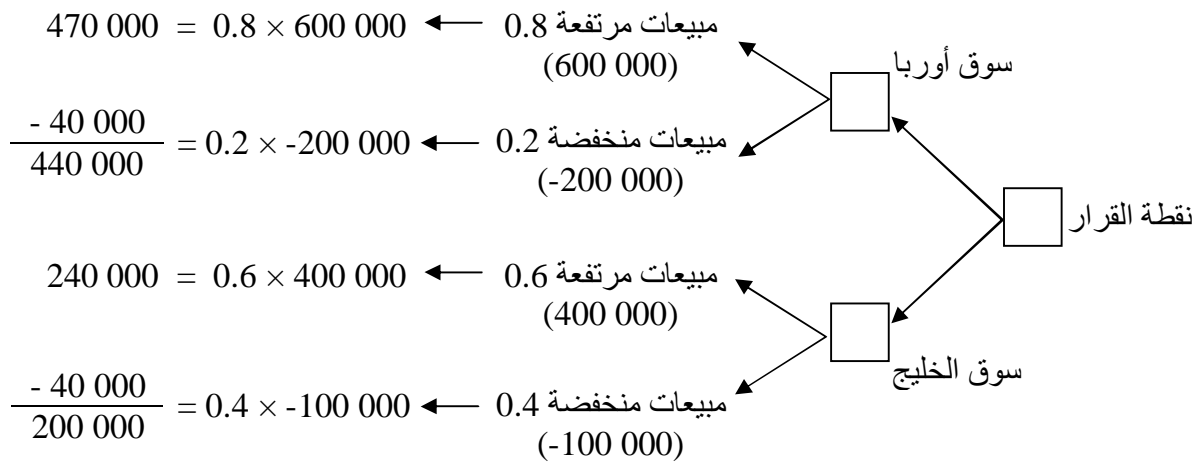 470 000 = 0.8 × 600 000 مبيعات مرتفعة 0.8
(600 000)
سوق أوربا
- 40 000
440 000
= 0.2 × -200 000 مبيعات منخفضة 0.2
(-200 000)
نقطة القرار
240 000 = 0.6 × 400 000 مبيعات مرتفعة 0.6
(400 000)
سوق الخليج
- 40 000
200 000
= 0.4 × -100 000 مبيعات منخفضة 0.4
(-100 000)